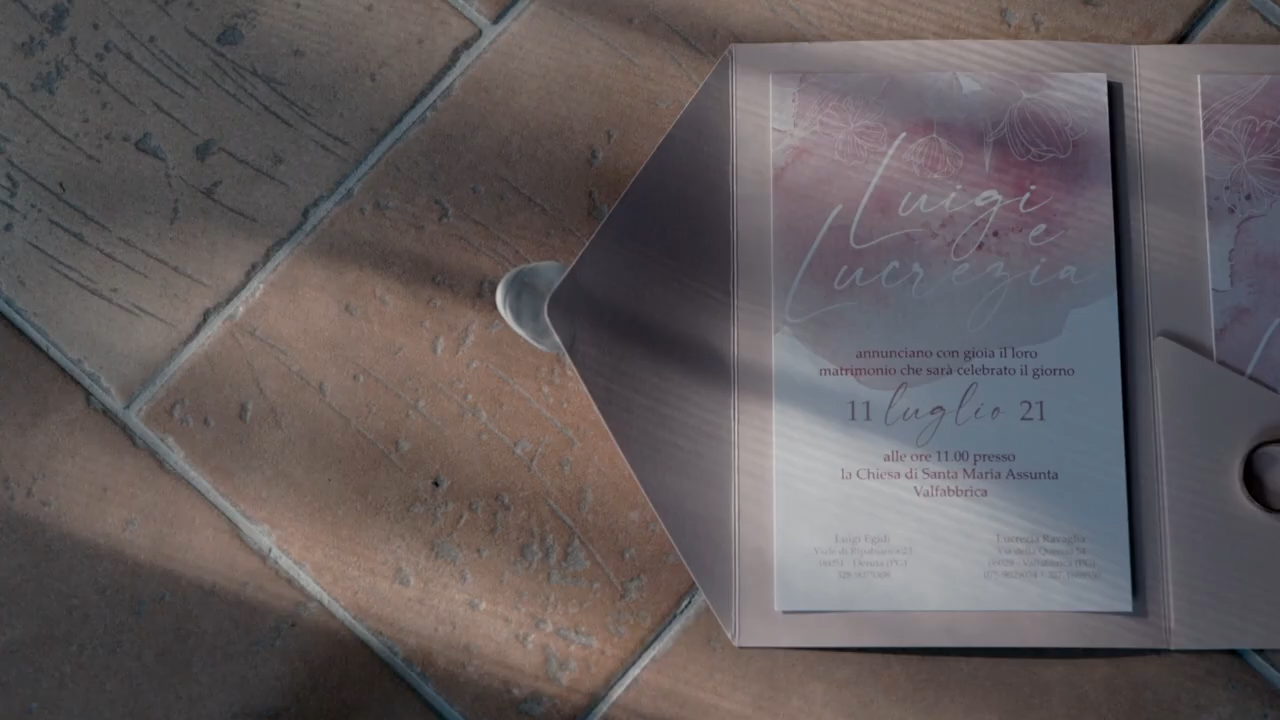 Luigi
e
Lucrezia
annunciano con gioia il loro
matrimonio che sarà celebrato il giorno
11 luglio 21
alle ore 11.00 presso
la Chiesa di Santa Maria Assunta
Valfabbrica
Luigi Egidi
Lucrezia Ravaglia